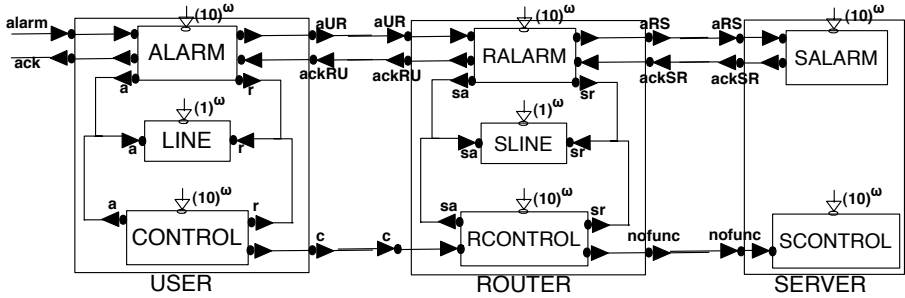 alarm (10)ω aUR aUR (10)ω aRS aRS (10)ω
ALARM RALARM SALARM
ack ackRU ackRU ackSR ackSR
a r sa sr
(1)ω (1)ω
a LINE r sa SLINE sr
(10)ω (10)ω (10)ω
a r sa sr
CONTROL c c RCONTROL nofunc nofunc SCONTROL
USER ROUTER SERVER